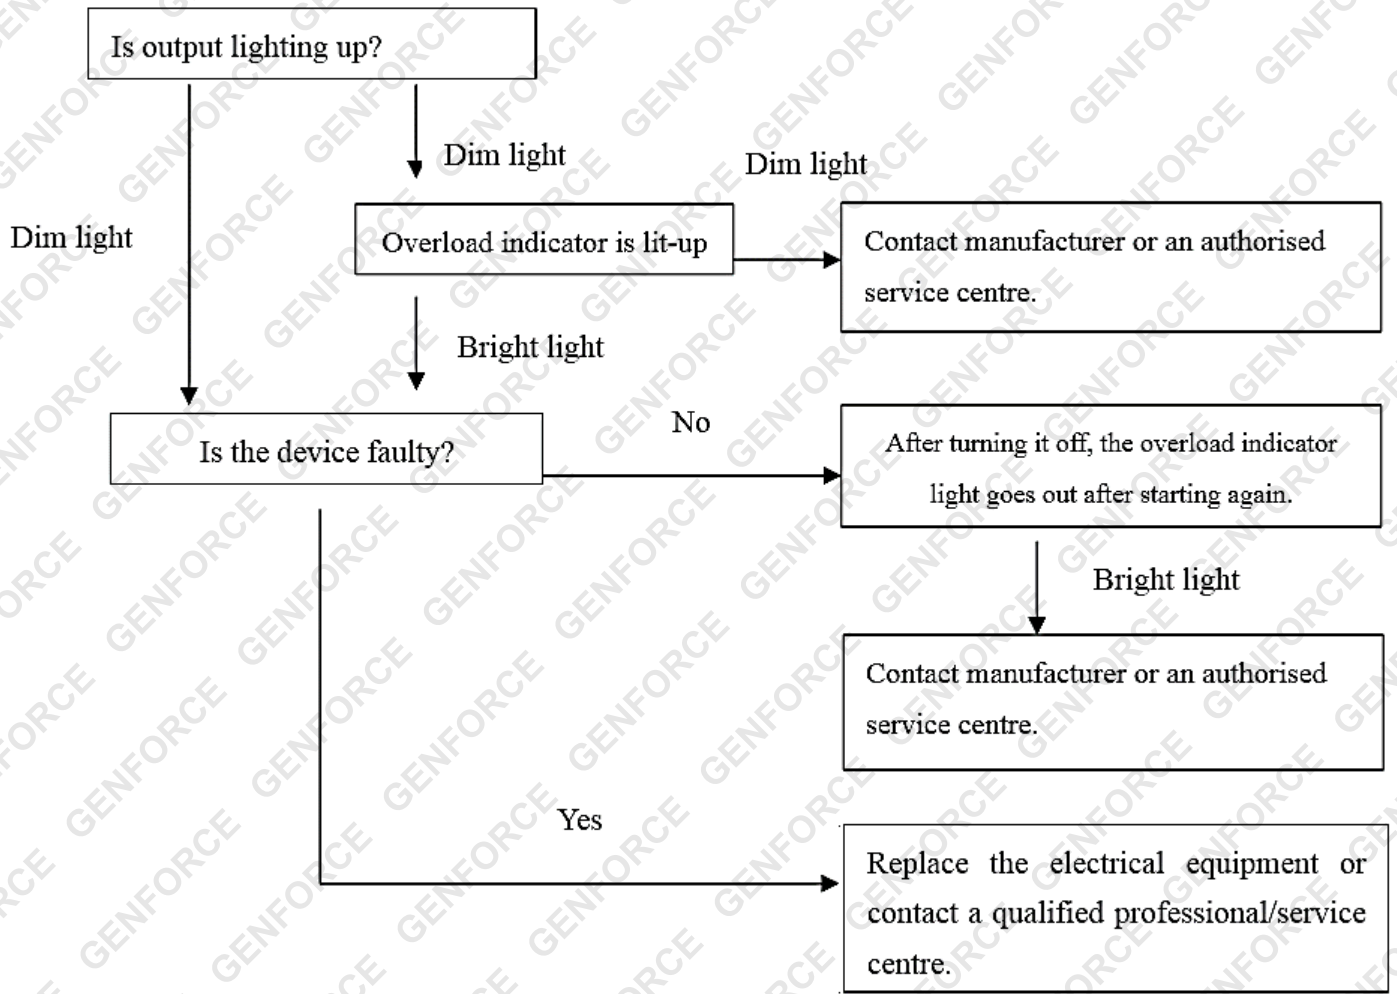 Is output lighting up?
Dim light
Dim light
Dim light
Overload indicator is lit-up
Contact manufacturer or an authorised
service centre.
Bright light
Is the device faulty?
No
After turning it off, the overload indicator
light goes out after starting again.
Bright light
Contact manufacturer or an authorised
service centre.
Yes
Replace the electrical equipment or
contact a qualified professional/service
centre.
GENFORCE